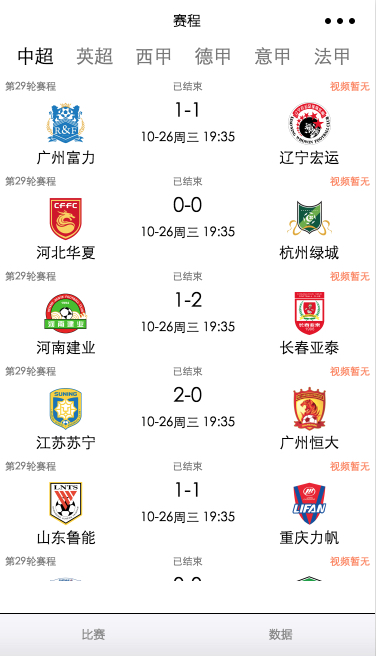 赛程
中超 英超 西甲 德甲 意甲 法甲
第29轮赛程 已结束 视频暂无
1-1
R&F
10-26周三 19:35
广州富力 辽宁宏运
第29轮赛程 已结束 视频暂无
CFFC
0-0
10-26周三 19:35
河北华夏 杭州绿城
第29轮赛程 已结束 视频暂无
1-2
10-26周三 19:35
河南建业
河南建业 长春亚泰
第29轮赛程 已结束 视频暂无
SUNING
2-0
10-26周三 19:35
江苏苏宁 广州恒大
第29轮赛程 已结束 视频暂无
LNTS
1-1
LIFAN
10-26周三 19:35
山东鲁能 重庆力帆
第29轮赛程 已结束 视频暂无
比赛 数据